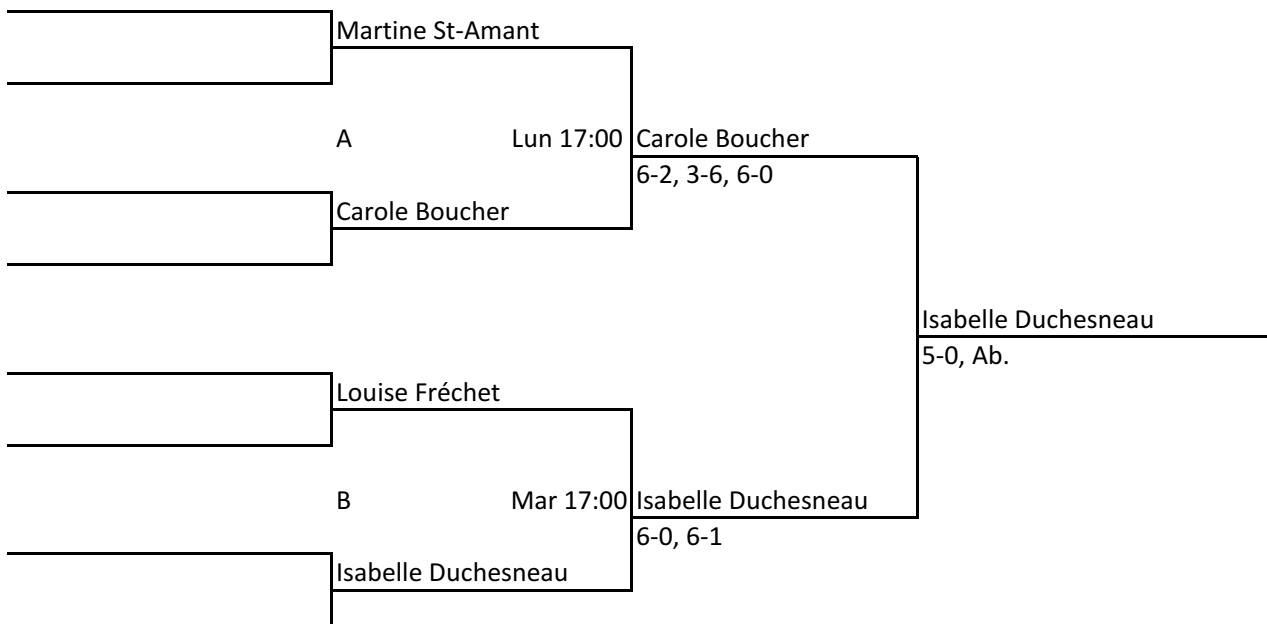 Martine St-Amant
A Lun 17:00 Carole Boucher
6-2, 3-6, 6-0
Carole Boucher
Isabelle Duchesneau
5-0, Ab.
Louise Fréchet
B Mar 17:00 Isabelle Duchesneau
6-0, 6-1
Isabelle Duchesneau